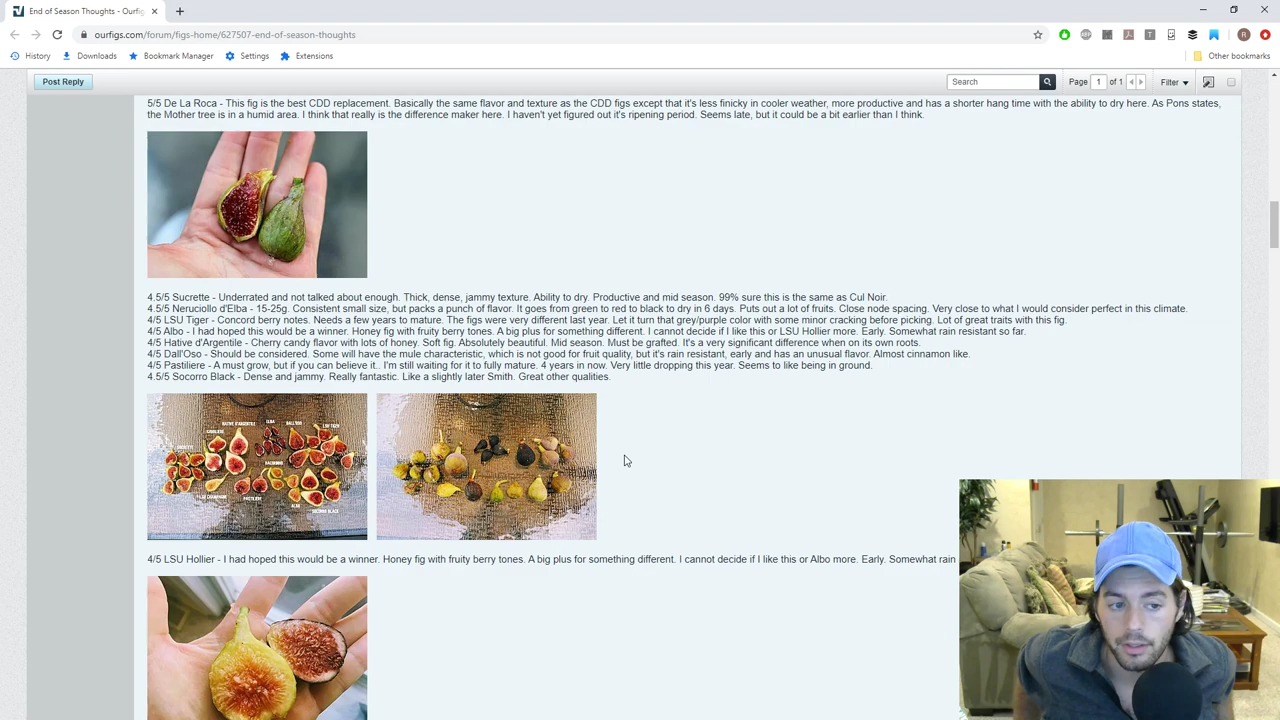 End of Season Thoughts - Ourfig
ourfigs.com/forum/figs-home/627507-end-of-season-thoughts
R
History Downloads Bookmark Manager Settings Extensions Other bookmarks
Post Reply Search Page 1 of 1 Filter
5/5 De La Roca - This fig is the best CDD replacement. Basically the same flavor and texture as the CDD figs except that it's less finicky in cooler weather, more productive and has a shorter hang time with the ability to dry here. As Pons states,
the Mother tree is in a humid area. I think that really is the difference maker here. I haven't yet figured out it's ripening period. Seems late, but it could be a bit earlier than I think.
4.5/5 Sucrette - Underrated and not talked about enough. Thick, dense, jammy texture. Ability to dry. Productive and mid season. 99% sure this is the same as Cul Noir.
4.5/5 Neruciollo d'Elba - 15-25g. Consistent small size, but packs a punch of flavor. It goes from green to red to black to dry in 6 days. Puts out a lot of fruits. Close node spacing. Very close to what I would consider perfect in this climate.
4/5 LSU Tiger - Concord berry notes. Needs a few years to mature. The figs were very different last year. Let it turn that grey/purple color with some minor cracking before picking. Lot of great traits with this fig.
4/5 Albo - I had hoped this would be a winner. Honey fig with fruity berry tones. A big plus for something different. I cannot decide if I like this or LSU Hollier more. Early. Somewhat rain resistant so far.
4/5 Native d'Argentile - Cherry candy flavor with lots of honey. Soft fig. Absolutely beautiful. Mid season. Must be grafted. It's a very significant difference when on its own roots.
4/5 Dall'Oso - Should be considered. Some will have the mule characteristic, which is not good for fruit quality, but it's rain resistant, early and has an unusual flavor. Almost cinnamon like.
4/5 Pastiliere - A must grow, but if you can believe it.. I'm still waiting for it to fully mature. 4 years in now. Very little dropping this year. Seems to like being in ground.
4.5/5 Socorro Black - Dense and jammy. Really fantastic. Like a slightly later Smith. Great other qualities.
NATIVE D'ARGENTILE
ELBA
LSU TIGER
PASTILIERE
ALBO
SOCORRO BLACK
4/5 LSU Hollier - I had hoped this would be a winner. Honey fig with fruity berry tones. A big plus for something different. I cannot decide if I like this or Albo more. Early. Somewhat rain